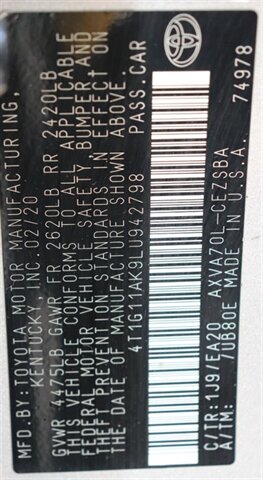 MFD.BY:TOYOTA MOTOR MANUFACTURING,
KENTUCKY, INC.02/20
GVWR 4475LB GAWR FR 2620LB RR 2420LB
THIS VEHICLE CONFORMS TO ALL APPLICABLE
FEDERAL MOTOR VEHICLE SAFETY, BUMPER AND
THEFT PREVENTION STANDARDS IN EFFECT ON
THE DATE OF MANUFACTURE SHOWN ABOVE.
4T1G11AK9LU942798 PASS.CAR
C/TR:1J9/EA20 AXVA70L-CEZSBA
A/TM: /UB80E MADE IN U.S.A. 74978